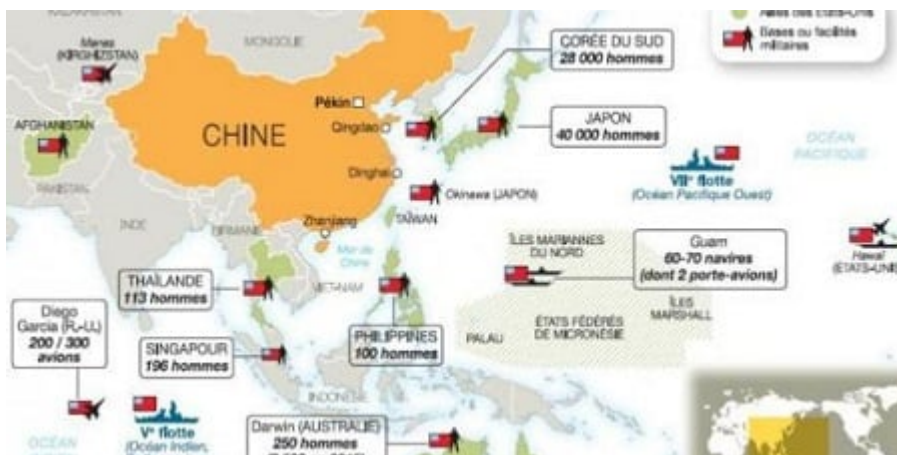 MONGOLIE
Alliés des États-Unis
Bases ou facilités
militaires
CORÉE DU SUD
28 000 hommes
Manas
(KIRGHIZSTAN)
Pékin
Qingdao
CHINE
JAPON
40 000 hommes
AFGHANISTAN
OCÉAN
PACIFIQUE
PAKISTAN
Dinghai
Okinawa (JAPON)
VIIe flotte
(Océan Pacifique Ouest)
INDE
BIRMANIE
Zhanjiang
TAÏWAN
Mer de
Chine
ÎLES MARIANNES
DU NORD
Guam
60-70 navires
(dont 2 porte-avions)
Hawaï
(ÉTATS-UNIS
THAÏLANDE
113 hommes
VIET-NAM
ÎLES
MARSHALL
Diego
Garcia (R.-U.)
200 / 300
avions
SINGAPOUR
196 hommes
PHILIPPINES
100 hommes
PALAU
ÉTATS FÉDÉRÉS
DE MICRONÉSIE
INDONÉSIE
Ve flotte
(Océan Indien,
OCÉAN
Darwin (AUSTRALIE)
250 hommes